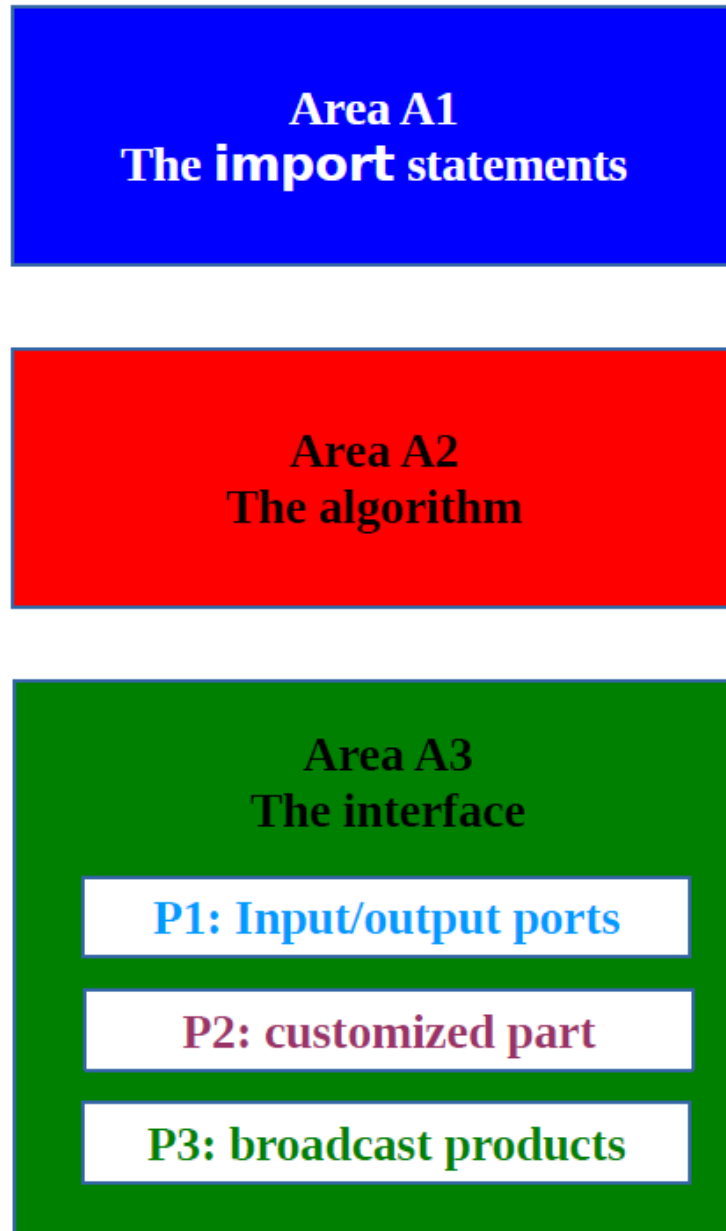 Area A1
The import statements
Area A2
The algorithm
Area A3
The interface
P1: Input/output ports
P2: customized part
P3: broadcast products